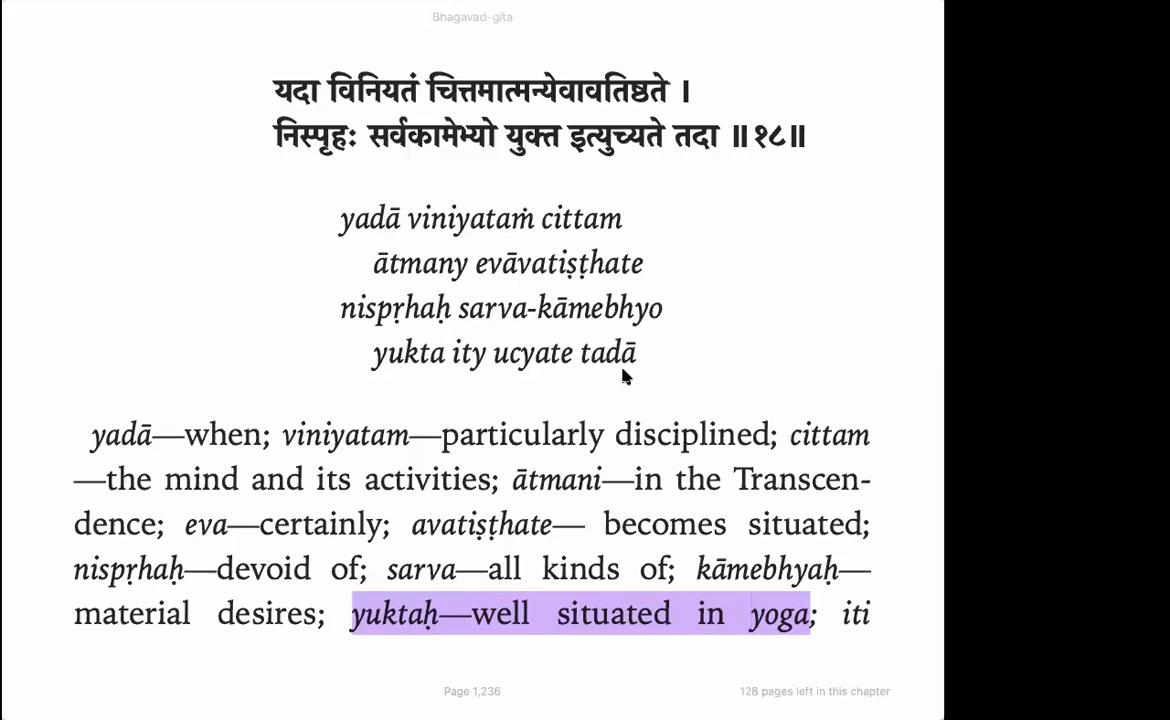 Bhagavad-gīta
यदा विनियतं चित्तमात्मन्येवावतिष्ठते ।
निस्पृहः सर्वकामेभ्यो युक्त इत्युच्यते तदा ॥१८॥
yadā viniyataṁ cittam
ātmany evāvatiṣṭhate
nispṛhaḥ sarva-kāmebhyo
yukta ity ucyate tadā
yadā—when; viniyatam—particularly disciplined; cittam
—the mind and its activities; ātmani—in the Transcen-
dence; eva—certainly; avatiṣṭhate— becomes situated;
nispṛhaḥ—devoid of; sarva—all kinds of; kāmebhyaḥ—
material desires; yuktaḥ—well situated in yoga; iti
Page 1,236
128 pages left in this chapter